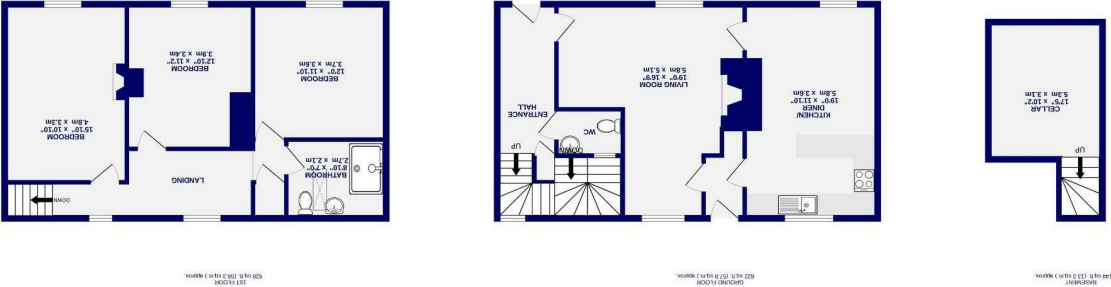 BASEMENT
144 sq.ft. (13.3 sq.m.) approx.
GROUND FLOOR
622 sq.ft. (57.8 sq.m.) approx.
1ST FLOOR
628 sq.ft. (58.3 sq.m.) approx.
UP
CELLAR
17'5" x 10'2"
5.3m x 3.1m
KITCHEN/
DINER
19'0" x 11'10"
5.8m x 3.6m
LIVING ROOM
19'0" x 16'9"
5.8m x 5.1m
WC
DOWN
ENTRANCE
HALL
UP
BATHROOM
8'10" x 7'0"
2.7m x 2.1m
LANDING
DOWN
BEDROOM
12'0" x 11'10"
3.7m x 3.6m
BEDROOM
12'10" x 11'2"
3.9m x 3.4m
BEDROOM
15'10" x 10'10"
4.8m x 3.3m